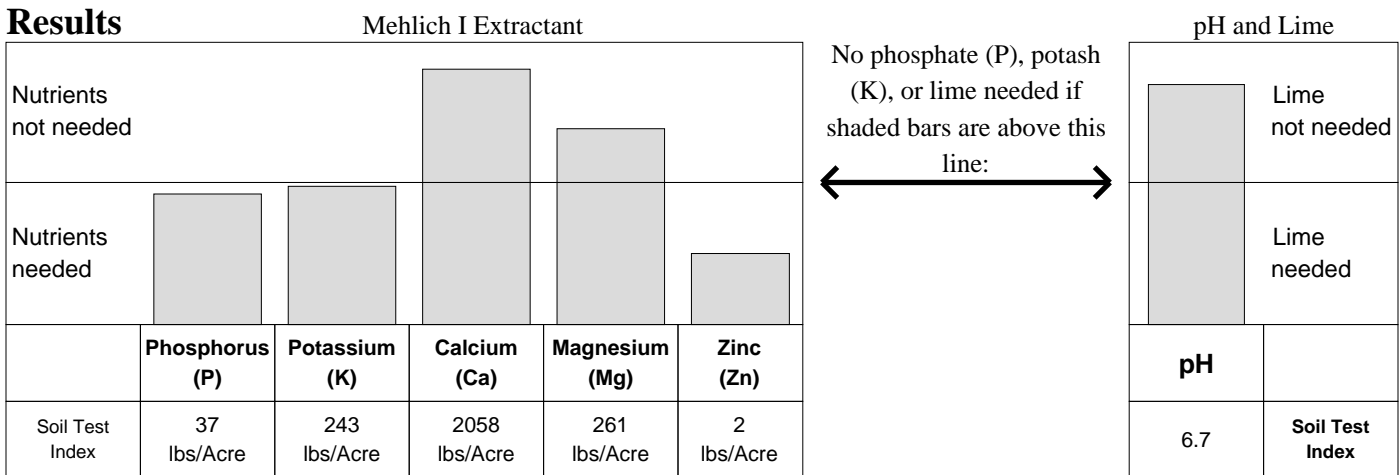 Results
Mehlich I Extractant
pH and Lime
Nutrients
not needed
Nutrients
needed
No phosphate (P), potash
(K), or lime needed if
shaded bars are above this
line:
Lime
not needed
Lime
needed
Phosphorus
(P)
Potassium
(K)
Calcium
(Ca)
Magnesium
(Mg)
Zinc
(Zn)
pH
Soil Test
Index
37
lbs/Acre
243
lbs/Acre
2058
lbs/Acre
261
lbs/Acre
2
lbs/Acre
6.7
Soil Test
Index